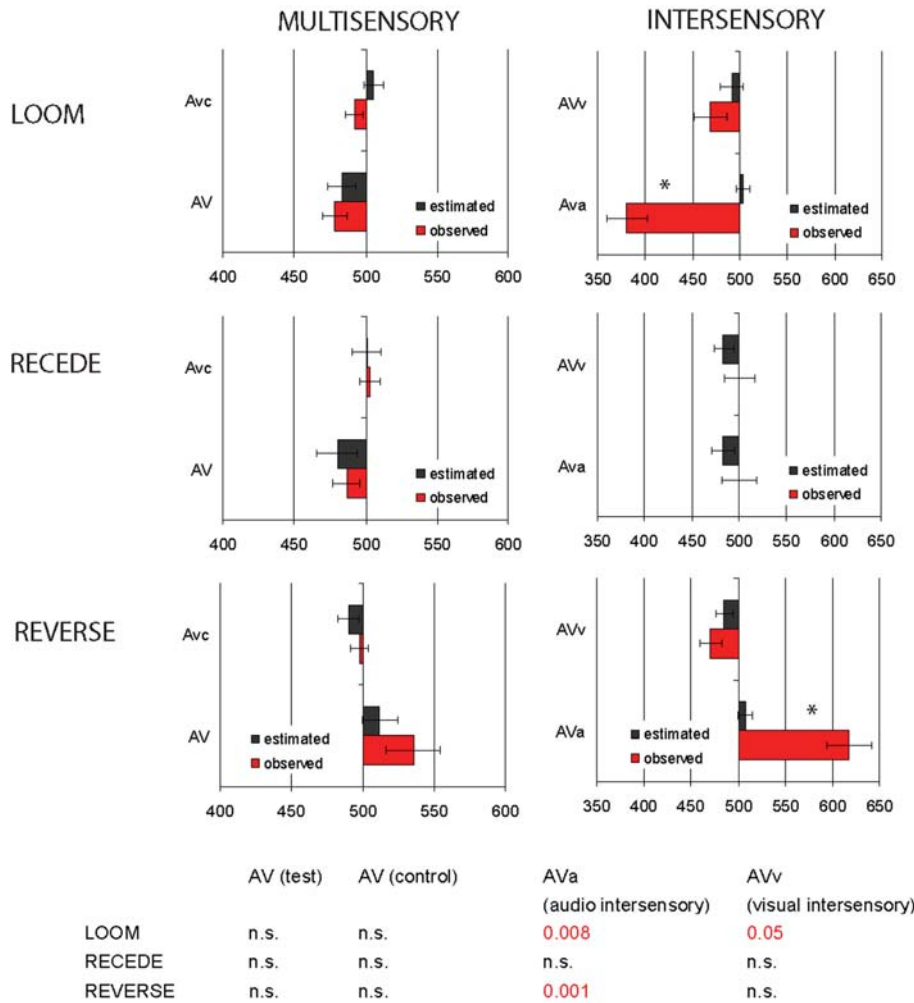 MULTISENSORY INTERSENSORY
LOOM
Avc
AV
estimated
observed
400 450 500 550 600
AVv
*
Ava
estimated
observed
350 400 450 500 550 600 650
RECEDE
Avc
AV
estimated
observed
400 450 500 550 600
AVv
Ava
estimated
observed
350 400 450 500 550 600 650
REVERSE
Avc
AV
estimated
observed
400 450 500 550 600
AVv
*
AVa
estimated
observed
350 400 450 500 550 600 650
AV (test) AV (control) AVa AVv
(audio intersensory) (visual intersensory)
LOOM n.s. n.s. 0.008 0.05
RECEDE n.s. n.s. n.s. n.s.
REVERSE n.s. n.s. 0.001 n.s.